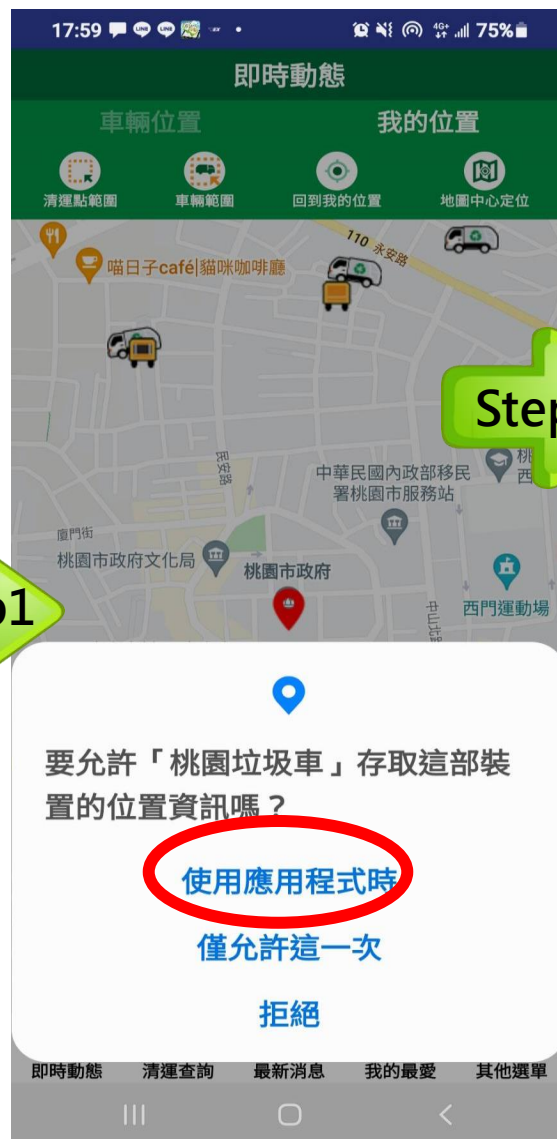 17:59
4G+ 75%
即時動態
車輛位置 我的位置
清運點範圍 車輛範圍 回到我的位置 地圖中心定位
喵日子café|貓咪咖啡廳
110 永安路
Step
民安路
中華民國內政部移民
署桃園市服務站
桃
西
廈門街
桃園市政府文化局
桃園市政府
西門運動場
p1
要允許「桃園垃圾車」存取這部裝
置的位置資訊嗎？
使用應用程式時
僅允許這一次
拒絕
即時動態 清運查詢 最新消息 我的最愛 其他選單